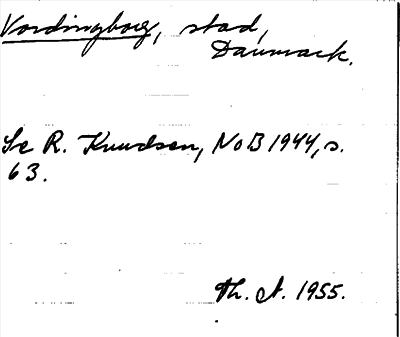 Vordingborg, stad,
Danmark.
Se R. Knudsen, NoB 1944, s.
63.
Th. A. 1955.